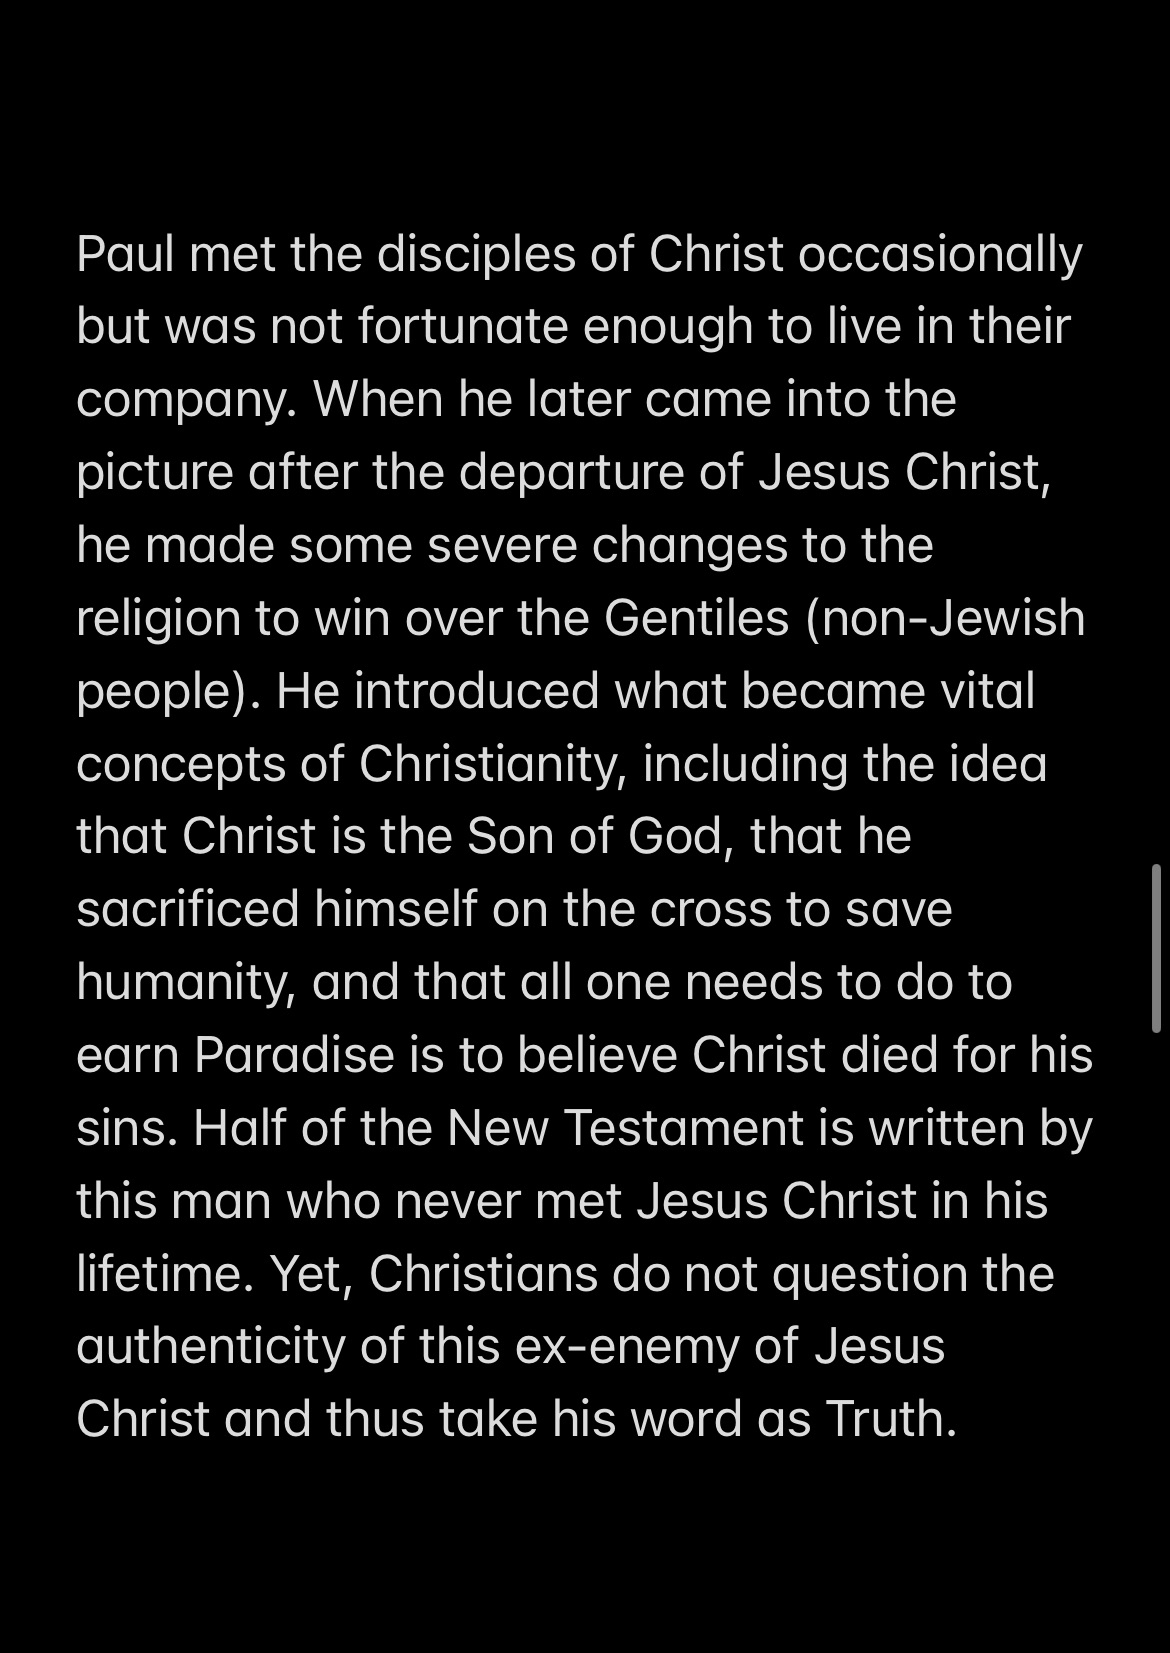 Paul met the disciples of Christ occasionally
but was not fortunate enough to live in their
company. When he later came into the
picture after the departure of Jesus Christ,
he made some severe changes to the
religion to win over the Gentiles (non-Jewish
people). He introduced what became vital
concepts of Christianity, including the idea
that Christ is the Son of God, that he
sacrificed himself on the cross to save
humanity, and that all one needs to do to
earn Paradise is to believe Christ died for his
sins. Half of the New Testament is written by
this man who never met Jesus Christ in his
lifetime. Yet, Christians do not question the
authenticity of this ex-enemy of Jesus
Christ and thus take his word as Truth.